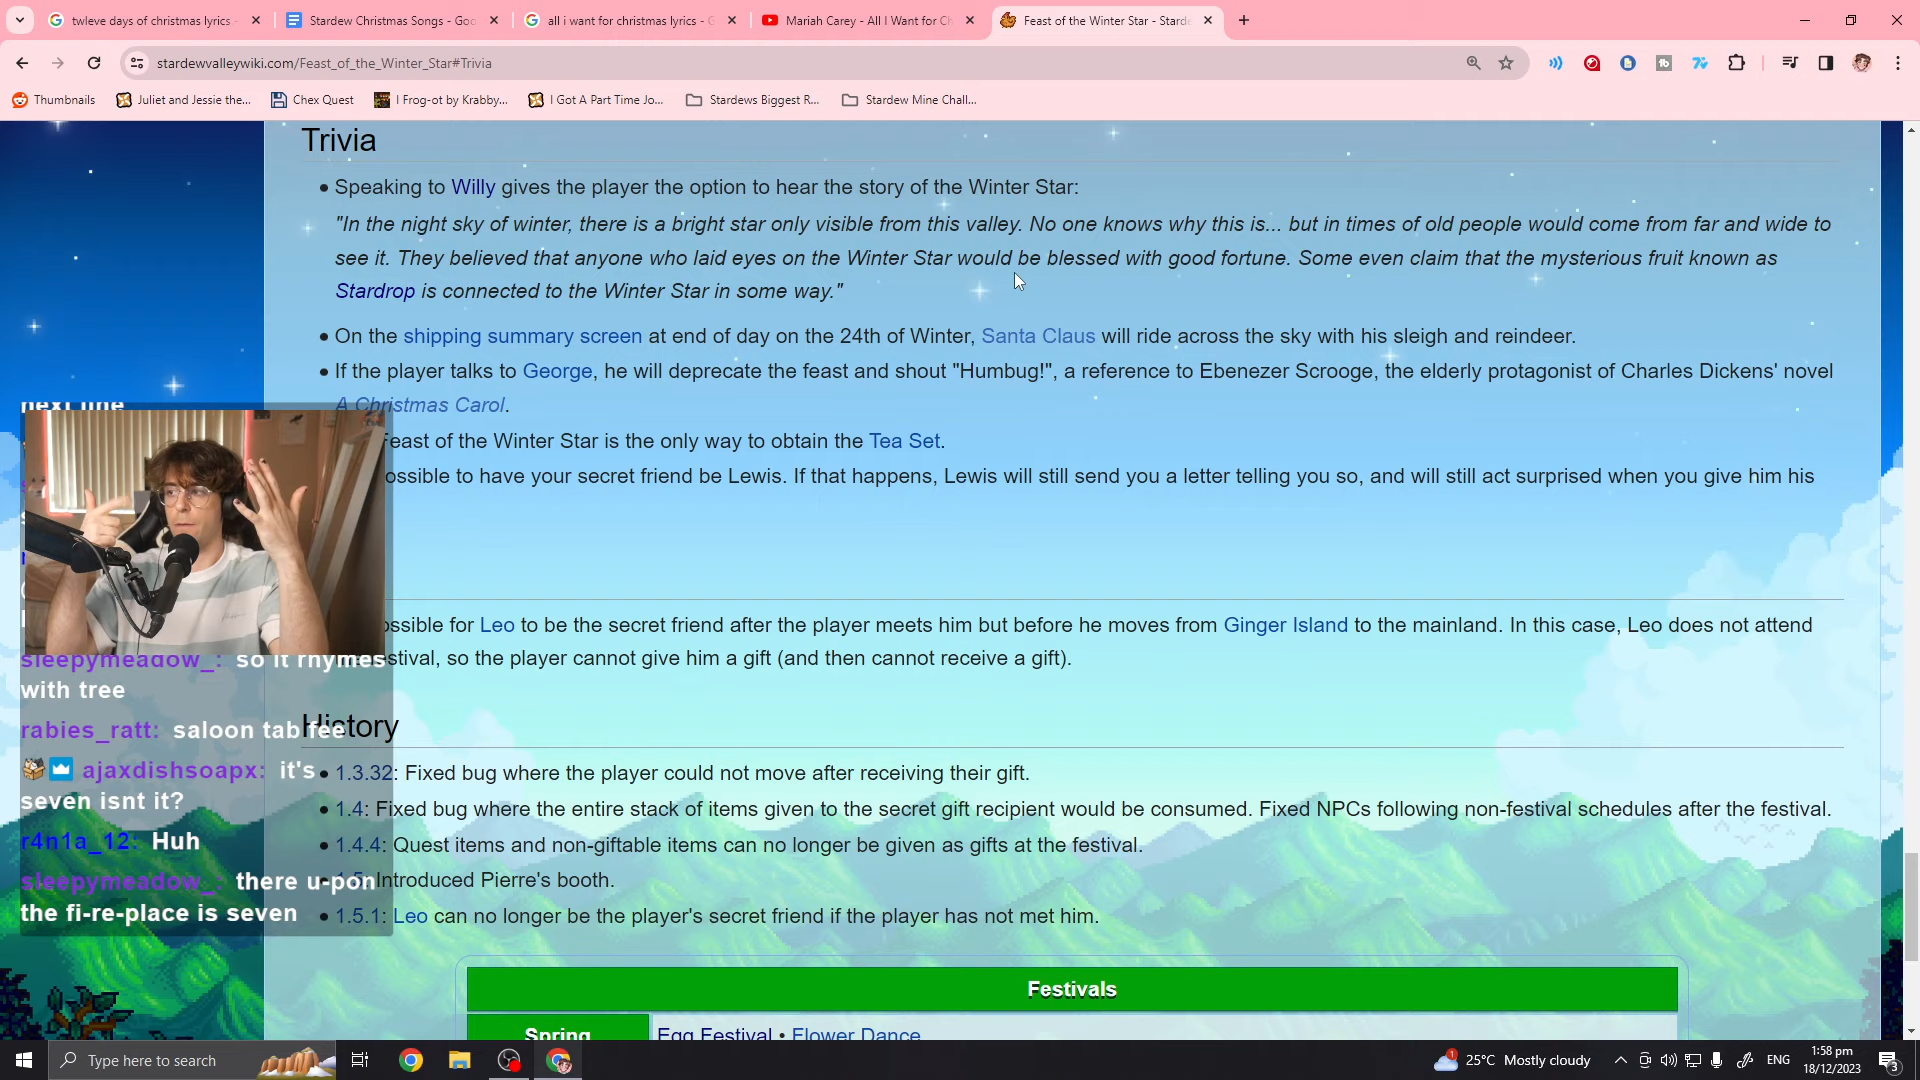 twleve days of christmas lyrics -
Stardew Christmas Songs - Goo
all i want for christmas lyrics - G
Mariah Carey - All I Want for Ch
Feast of the Winter Star - Starde
stardewvalleywiki.com/Feast_of_the_Winter_Star#Trivia
Thumbnails
Juliet and Jessie the...
Chex Quest
I Frog-ot by Krabby...
I Got A Part Time Jo...
Stardews Biggest R...
Stardew Mine Chall...
Trivia
Speaking to Willy gives the player the option to hear the story of the Winter Star:
"In the night sky of winter, there is a bright star only visible from this valley. No one knows why this is... but in times of old people would come from far and wide to
see it. They believed that anyone who laid eyes on the Winter Star would be blessed with good fortune. Some even claim that the mysterious fruit known as
Stardrop is connected to the Winter Star in some way."
On the shipping summary screen at end of day on the 24th of Winter, Santa Claus will ride across the sky with his sleigh and reindeer.
If the player talks to George, he will deprecate the feast and shout "Humbug!", a reference to Ebenezer Scrooge, the elderly protagonist of Charles Dickens' novel
A Christmas Carol.
Feast of the Winter Star is the only way to obtain the Tea Set.
ossible to have your secret friend be Lewis. If that happens, Lewis will still send you a letter telling you so, and will still act surprised when you give him his
ossible for Leo to be the secret friend after the player meets him but before he moves from Ginger Island to the mainland. In this case, Leo does not attend
estival, so the player cannot give him a gift (and then cannot receive a gift).
History
1.3.32: Fixed bug where the player could not move after receiving their gift.
1.4: Fixed bug where the entire stack of items given to the secret gift recipient would be consumed. Fixed NPCs following non-festival schedules after the festival.
1.4.4: Quest items and non-giftable items can no longer be given as gifts at the festival.
1.5: Introduced Pierre's booth.
1.5.1: Leo can no longer be the player's secret friend if the player has not met him.
Festivals
Spring
Egg Festival • Flower Dance
next line
sleepymeadow_: so it rhymes
with tree
rabies_ratt: saloon tab fee
ajaxdishsoapx: it's
seven isnt it?
r4n1a_12: Huh
sleepymeadow_: there u-pon
the fi-re-place is seven
Type here to search
1
25°C Mostly cloudy
ENG
1:58 pm
18/12/2023
3